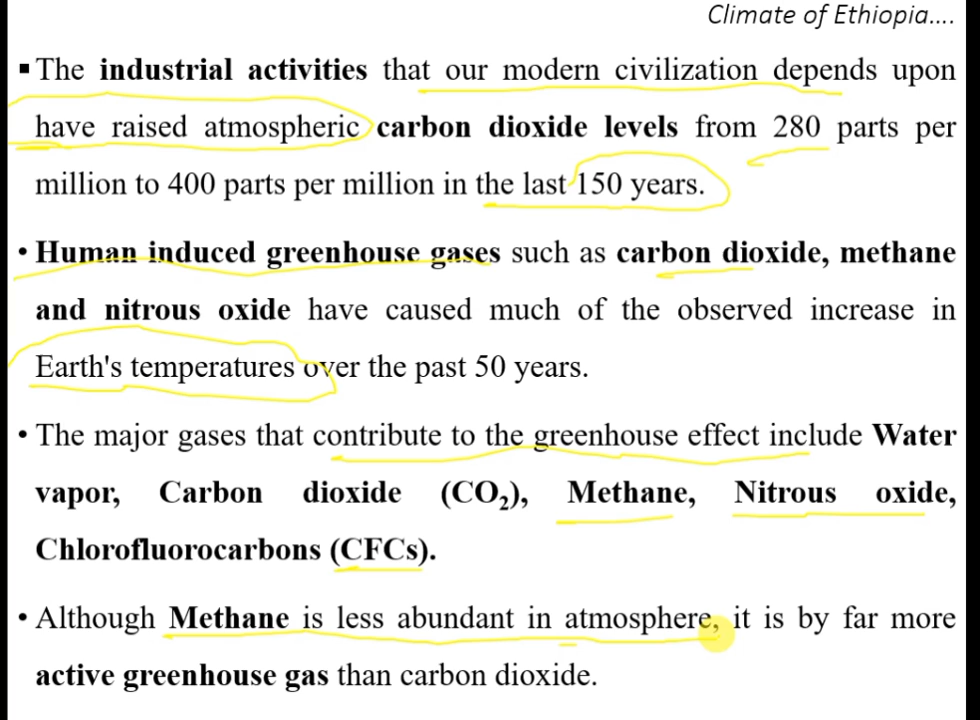 Climate of Ethiopia....
▪ The industrial activities that our modern civilization depends upon
have raised atmospheric carbon dioxide levels from 280 parts per
million to 400 parts per million in the last 150 years.
• Human induced greenhouse gases such as carbon dioxide, methane
and nitrous oxide have caused much of the observed increase in
Earth's temperatures over the past 50 years.
• The major gases that contribute to the greenhouse effect include Water
vapor, Carbon dioxide (CO₂), Methane, Nitrous oxide,
Chlorofluorocarbons (CFCs).
• Although Methane is less abundant in atmosphere, it is by far more
active greenhouse gas than carbon dioxide.